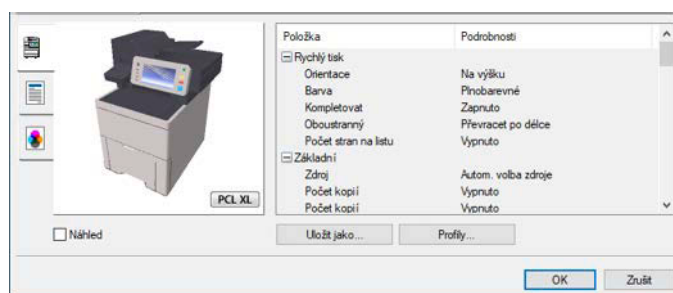 Položka Podrobnosti
Rychlý tisk
Orientace Na výšku
Barva Plnobarevné
Kompletovat Zapnuto
Oboustranný Převracet po délce
Počet stran na listu Vypnuto
Základní
Zdroj Autom. volba zdroje
Počet kopií Vypnuto
Počet kopií Vypnuto
PCL XL
Náhled Uložit jako... Profily...
OK Zrušit